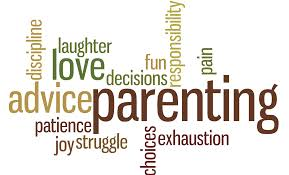 discipline
laughter
love
fun
responsibility
pain
decisions
advice
parenting
patience
joy
struggle
choices
exhaustion